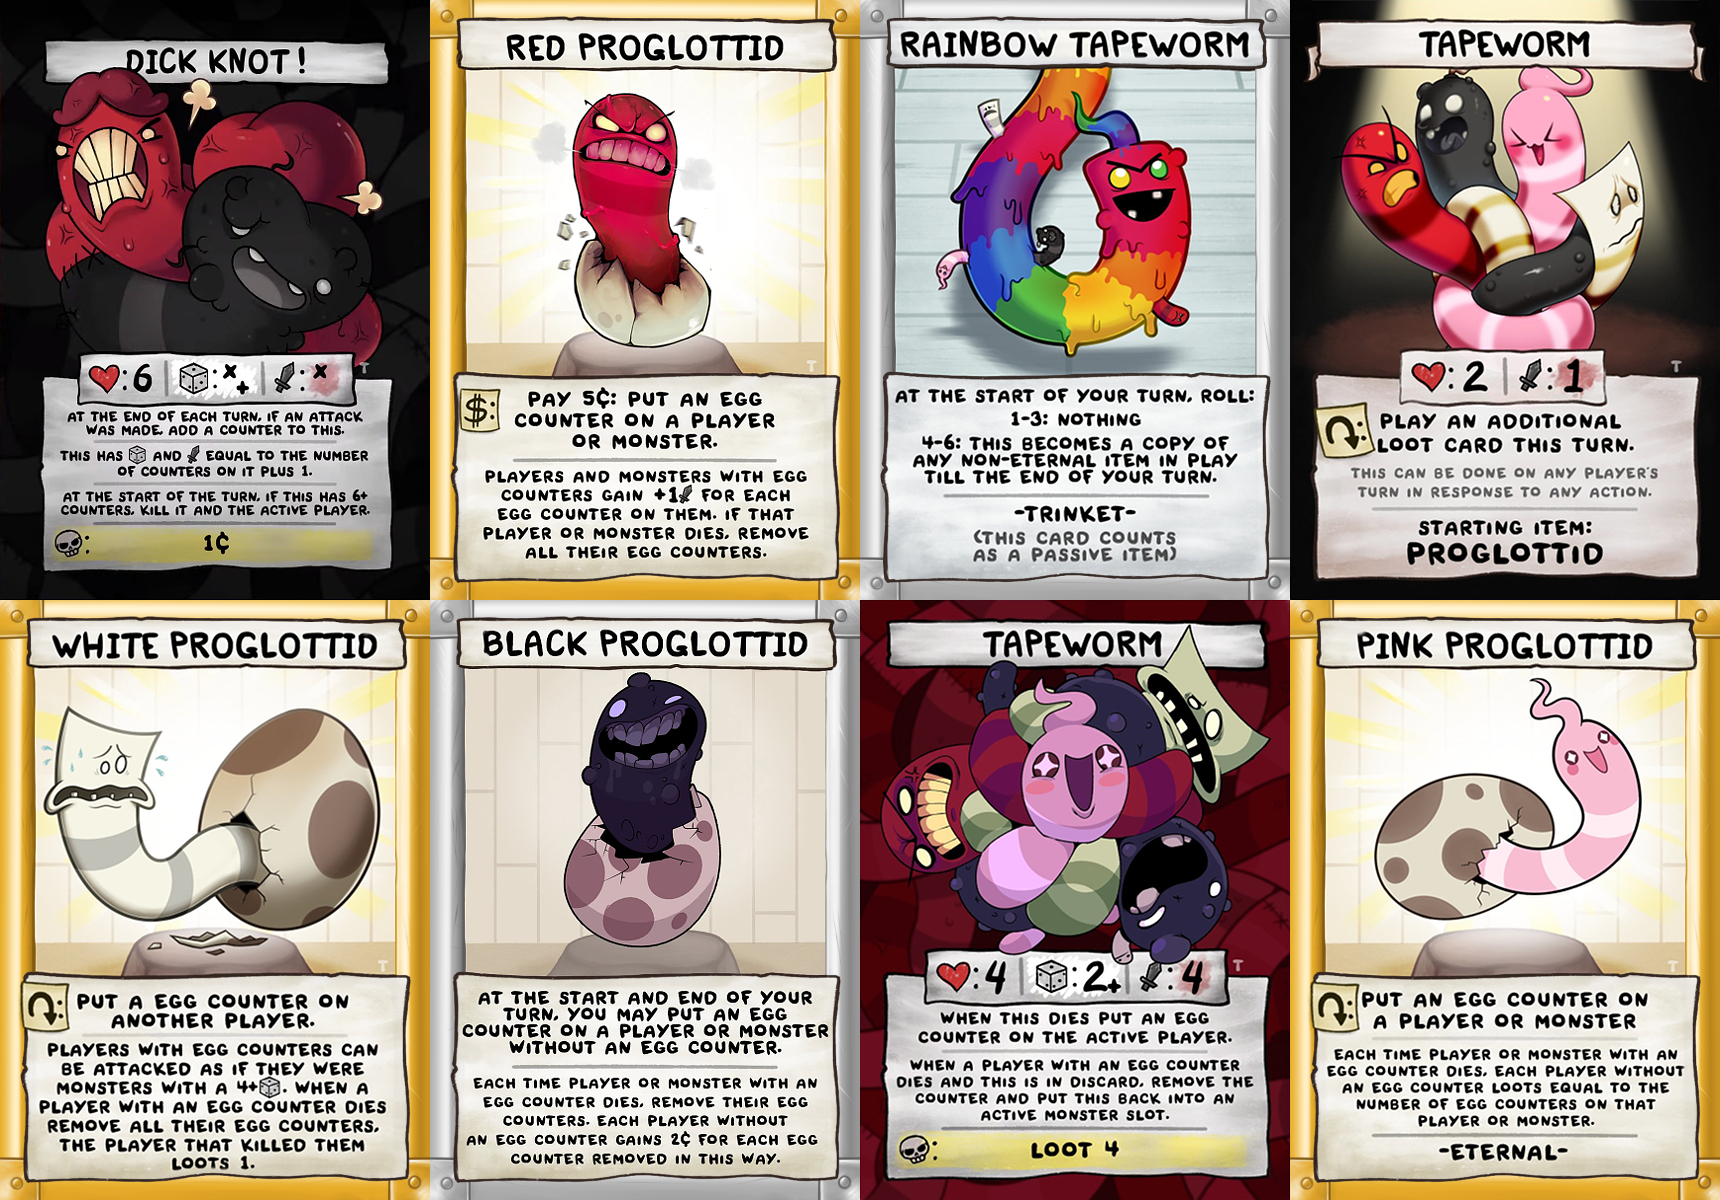 DICK KNOT!
:6 :X+ :X
AT THE END OF EACH TURN, IF AN ATTACK
WAS MADE, ADD A COUNTER TO THIS.
THIS HAS AND EQUAL TO THE NUMBER
OF COUNTERS ON IT PLUS 1.
AT THE START OF THE TURN, IF THIS HAS 6+
COUNTERS, KILL IT AND THE ACTIVE PLAYER.
: 1¢
RED PROGLOTTID
$: PAY 5¢: PUT AN EGG
COUNTER ON A PLAYER
OR MONSTER.
PLAYERS AND MONSTERS WITH EGG
COUNTERS GAIN +1 FOR EACH
EGG COUNTER ON THEM. IF THAT
PLAYER OR MONSTER DIES, REMOVE
ALL THEIR EGG COUNTERS.
RAINBOW TAPEWORM
AT THE START OF YOUR TURN, ROLL:
1-3: NOTHING
4-6: THIS BECOMES A COPY OF
ANY NON-ETERNAL ITEM IN PLAY
TILL THE END OF YOUR TURN.
-TRINKET-
(THIS CARD COUNTS
AS A PASSIVE ITEM)
TAPEWORM
T
:2 :1
PLAY AN ADDITIONAL
LOOT CARD THIS TURN.
THIS CAN BE DONE ON ANY PLAYER'S
TURN IN RESPONSE TO ANY ACTION.
STARTING ITEM:
PROGLOTTID
WHITE PROGLOTTID
T
PUT A EGG COUNTER ON
ANOTHER PLAYER.
PLAYERS WITH EGG COUNTERS CAN
BE ATTACKED AS IF THEY WERE
MONSTERS WITH A 4+. WHEN A
PLAYER WITH AN EGG COUNTER DIES
REMOVE ALL THEIR EGG COUNTERS,
THE PLAYER THAT KILLED THEM
LOOTS 1.
BLACK PROGLOTTID
AT THE START AND END OF YOUR
TURN, YOU MAY PUT AN EGG
COUNTER ON A PLAYER OR MONSTER
WITHOUT AN EGG COUNTER.
EACH TIME PLAYER OR MONSTER WITH AN
EGG COUNTER DIES, REMOVE THEIR EGG
COUNTERS. EACH PLAYER WITHOUT
AN EGG COUNTER GAINS 2¢ FOR EACH EGG
COUNTER REMOVED IN THIS WAY.
TAPEWORM
T
:4 :2+ :4
WHEN THIS DIES PUT AN EGG
COUNTER ON THE ACTIVE PLAYER.
WHEN A PLAYER WITH AN EGG COUNTER
DIES AND THIS IS IN DISCARD, REMOVE THE
COUNTER AND PUT THIS BACK INTO AN
ACTIVE MONSTER SLOT.
: LOOT 4
PINK PROGLOTTID
T
PUT AN EGG COUNTER ON
A PLAYER OR MONSTER
EACH TIME PLAYER OR MONSTER WITH AN
EGG COUNTER DIES, EACH PLAYER WITHOUT
AN EGG COUNTER LOOTS EQUAL TO THE
NUMBER OF EGG COUNTERS ON THAT
PLAYER OR MONSTER.
-ETERNAL-